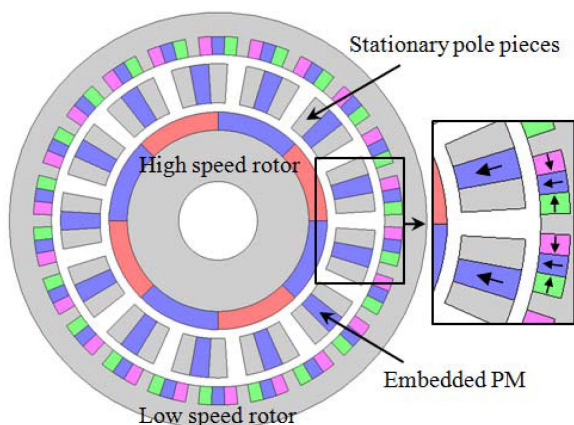 Stationary pole pieces
High speed rotor
Embedded PM
Low speed rotor